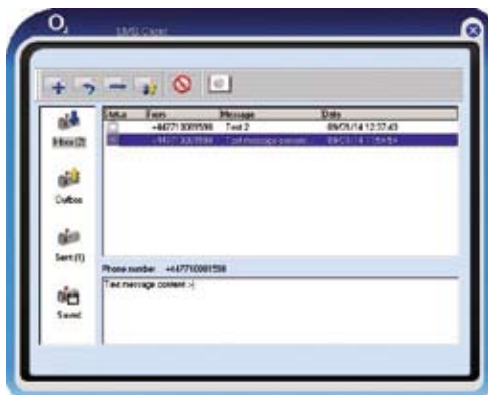 O2
SMS Client
Status From Message Date
Test 2
Inbox (2)
Outbox
Sent (1)
Phone number
Text message content :-)
Saved